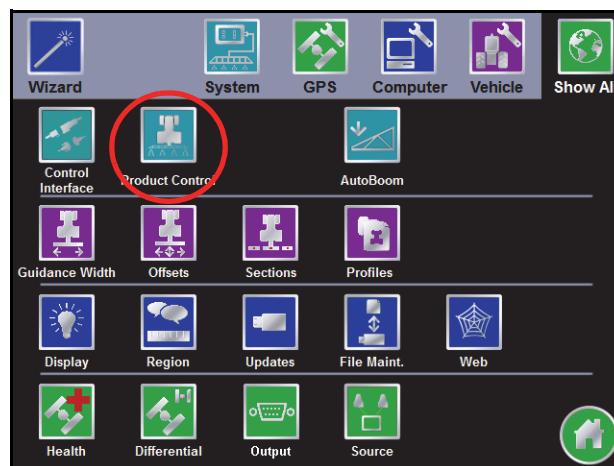 Wizard
System
GPS
Computer
Vehicle
Show Al
Control
Interface
Product Control
AutoBoom
Guidance Width
Offsets
Sections
Profiles
Display
Region
Updates
File Maint.
Web
Health
Differential
Output
Source